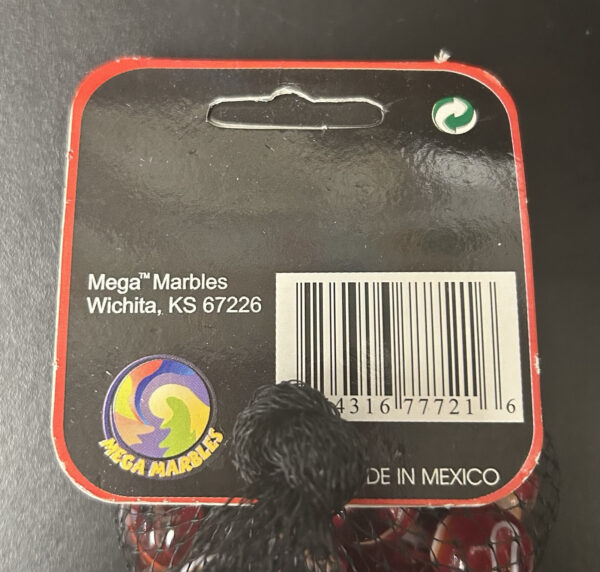 Mega™ Marbles
Wichita, KS 67226
4316 77721 6
MEGA MARBLES
DE IN MEXICO